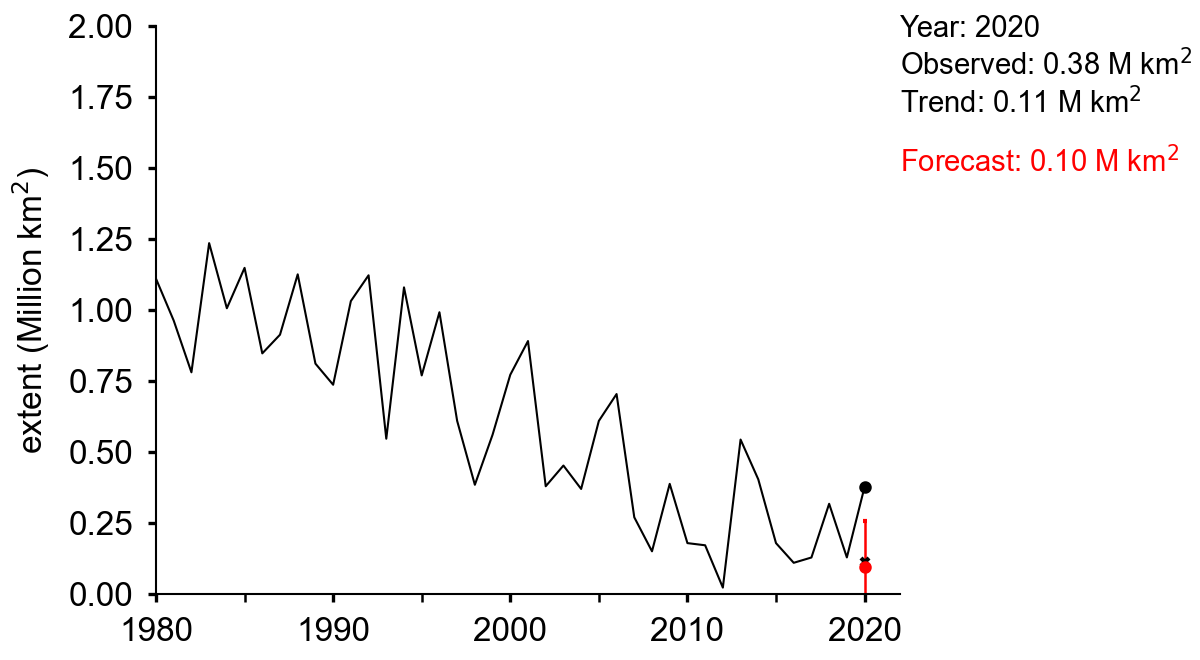 2.00
1.75
1.50
1.25
1.00
0.75
0.50
0.25
0.00
extent (Million km²)
1980
1990
2000
2010
2020
Year: 2020
Observed: 0.38 M km²
Trend: 0.11 M km²
Forecast: 0.10 M km²